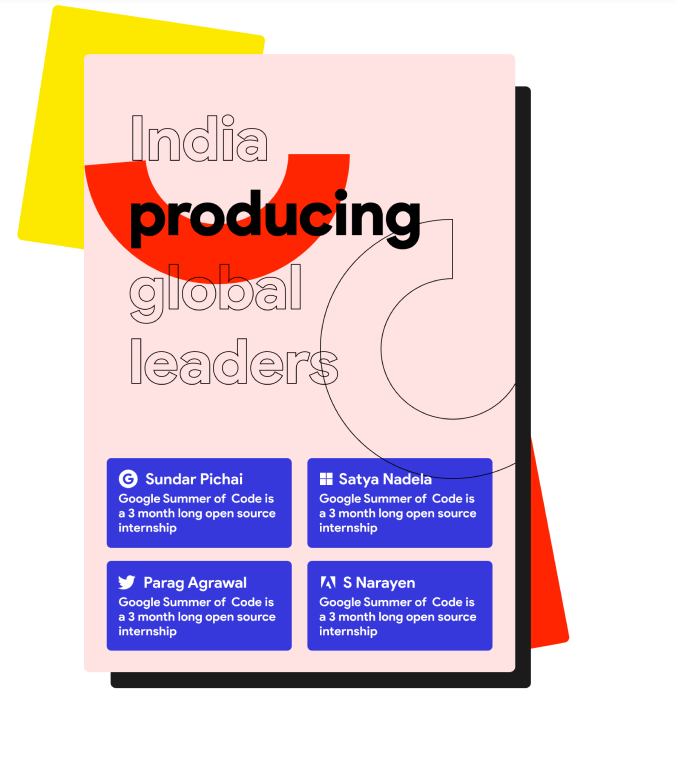 India
producing
global
leaders
Sundar Pichai
Google Summer of Code is
a 3 month long open source
internship
Satya Nadela
Google Summer of Code is
a 3 month long open source
internship
Parag Agrawal
Google Summer of Code is
a 3 month long open source
internship
S Narayen
Google Summer of Code is
a 3 month long open source
internship